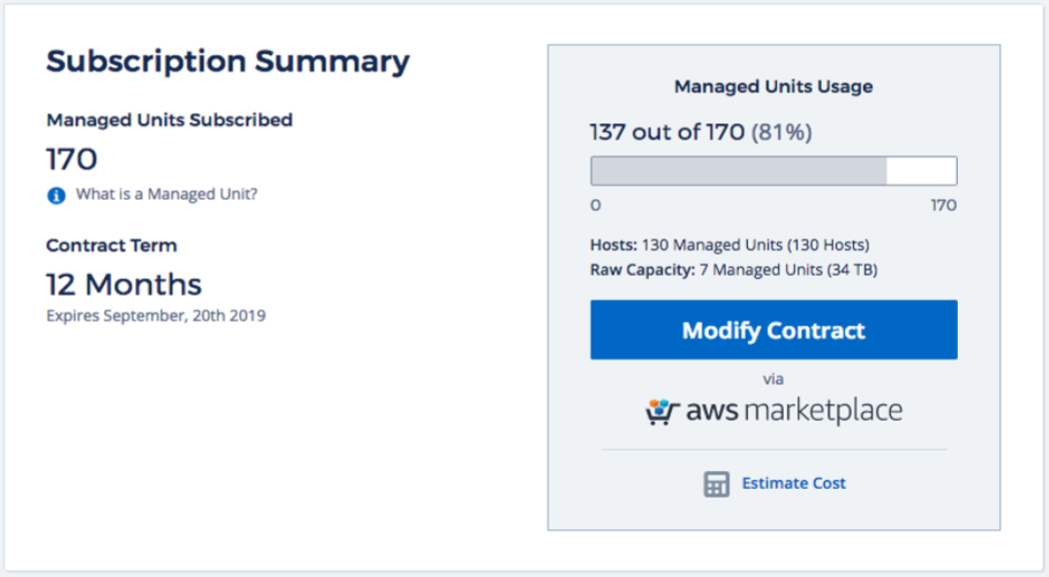 Subscription Summary
Managed Units Subscribed
170
What is a Managed Unit?
Contract Term
12 Months
Expires September, 20th 2019
Managed Units Usage
137 out of 170 (81%)
0 170
Hosts: 130 Managed Units (130 Hosts)
Raw Capacity: 7 Managed Units (34 TB)
Modify Contract
via
aws marketplace
Estimate Cost